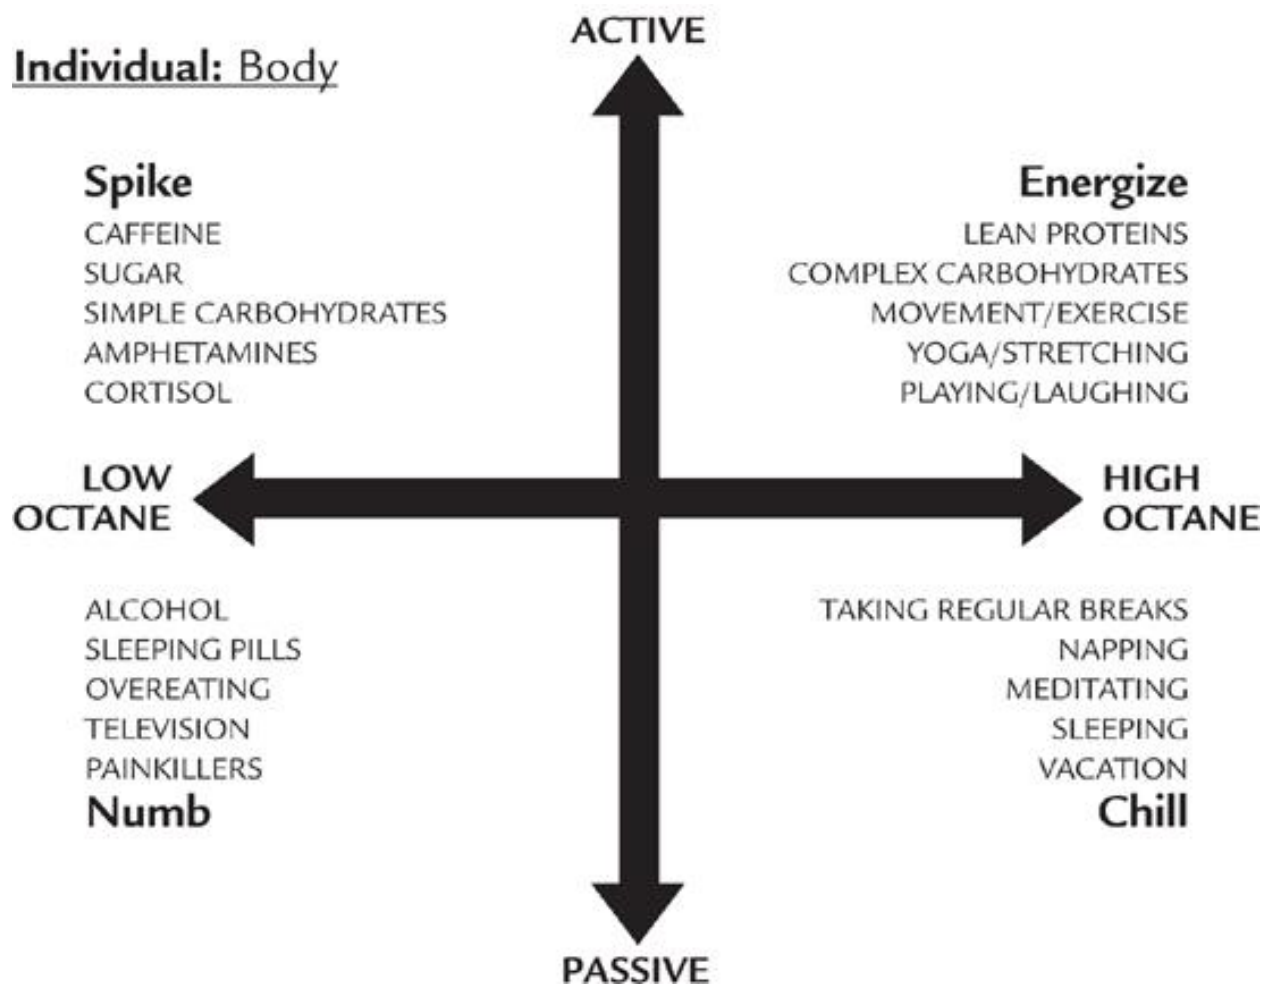 ACTIVE
Individual: Body
Spike
CAFFEINE
SUGAR
SIMPLE CARBOHYDRATES
AMPHETAMINES
CORTISOL
Energize
LEAN PROTEINS
COMPLEX CARBOHYDRATES
MOVEMENT/EXERCISE
YOGA/STRETCHING
PLAYING/LAUGHING
LOW
OCTANE
HIGH
OCTANE
ALCOHOL
SLEEPING PILLS
OVEREATING
TELEVISION
PAINKILLERS
Numb
TAKING REGULAR BREAKS
NAPPING
MEDITATING
SLEEPING
VACATION
Chill
PASSIVE